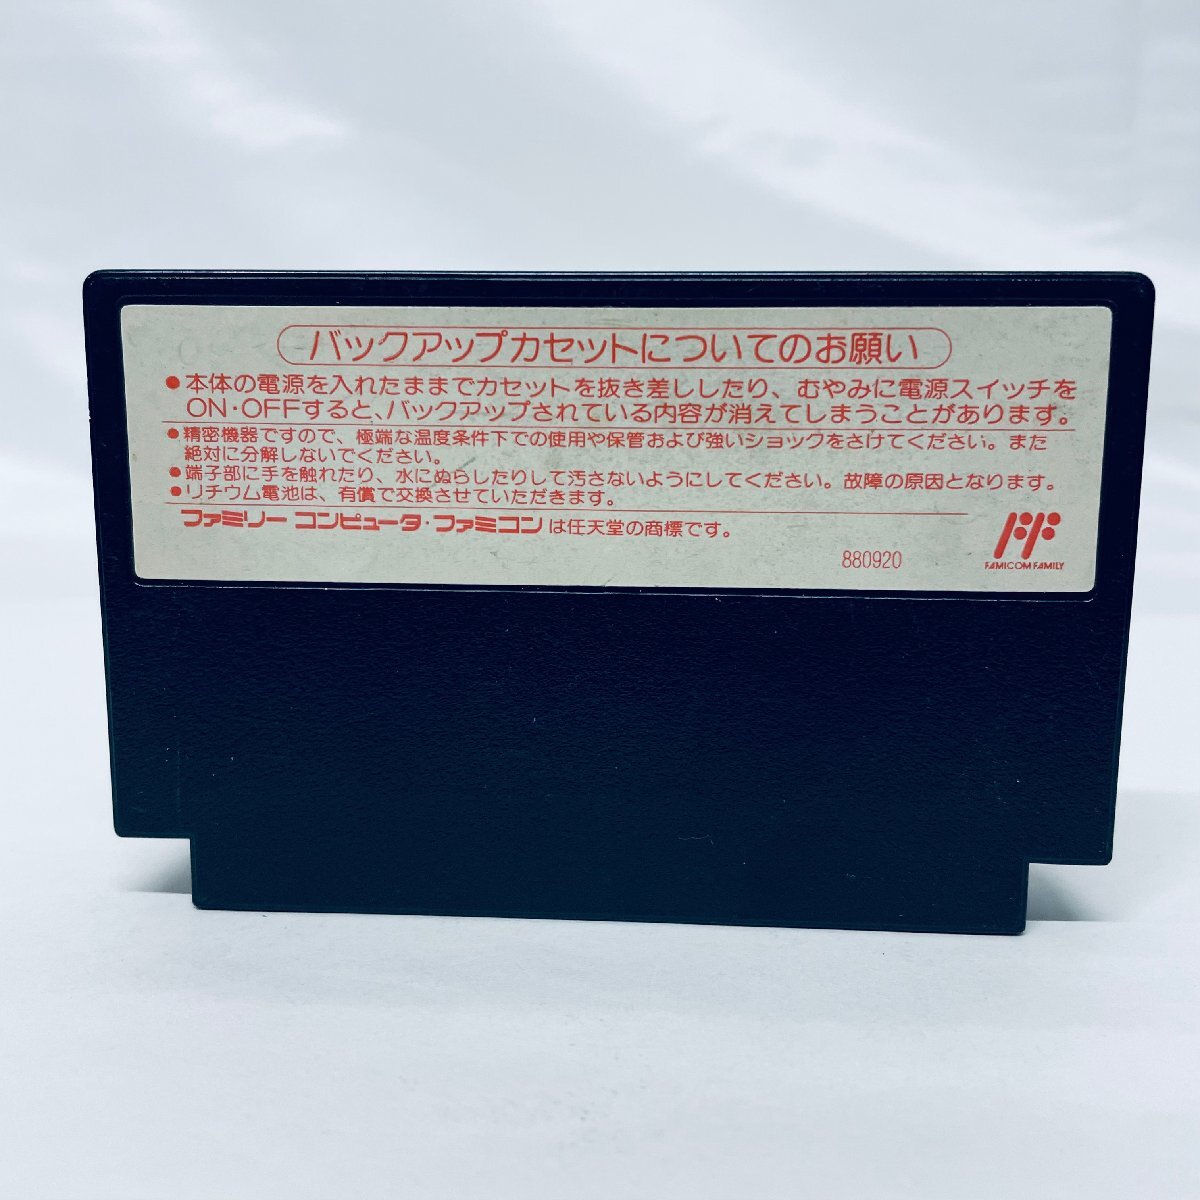 バックアップカセットについてのお願い
●本体の電源を入れたままでカセットを抜き差ししたり、むやみに電源スイッチを
ON・OFFすると、バックアップされている内容が消えてしまうことがあります。
●精密機器ですので、極端な温度条件下での使用や保管および強いショックをさけてください。また
絶対に分解しないでください。
●端子部に手を触れたり、水にぬらしたりして汚さないようにしてください。故障の原因となります。
●リチウム電池は、有償で交換させていただきます。
ファミリー コンピュータ・ファミコン は任天堂の商標です。
880920
FAMICOM FAMILY